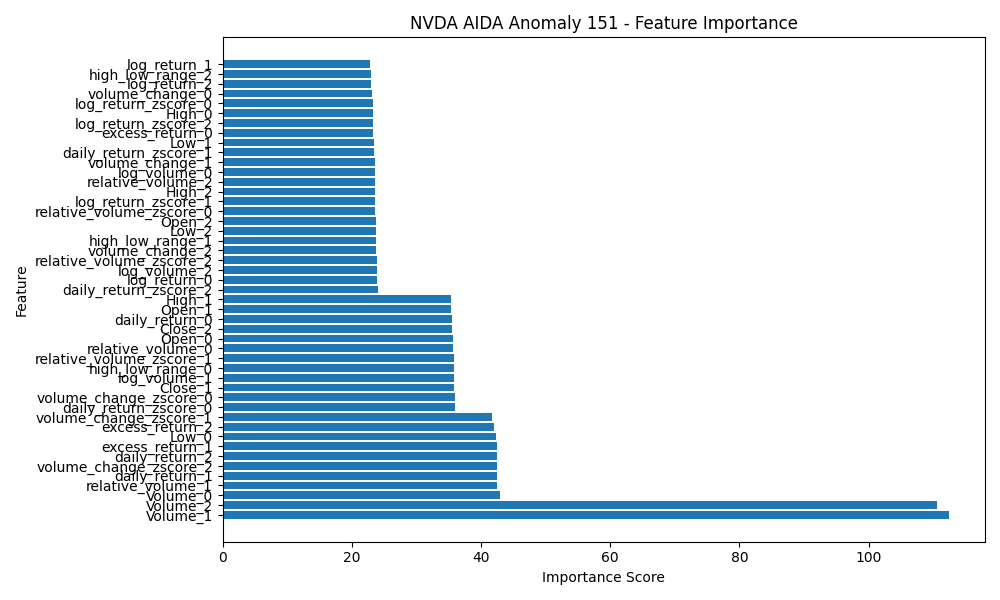 NVDA AIDA Anomaly 151 - Feature Importance
log_return_1
high_low_range_2
log_return_2
volume_change_0
log_return_zscore_0
High_0
log_return_zscore_2
excess_return_0
Low_1
daily_return_zscore_1
volume_change_1
log_volume_0
relative_volume_2
High_2
log_return_zscore_1
relative_volume_zscore_0
Open_2
Low_2
high_low_range_1
volume_change_2
relative_volume_zscore_2
log_volume_2
log_return_0
daily_return_zscore_2
High_1
Open_1
daily_return_0
Close_2
Open_0
relative_volume_0
relative_volume_zscore_1
high_low_range_0
log_volume_1
Close_1
volume_change_zscore_0
daily_return_zscore_0
volume_change_zscore_1
excess_return_2
Low_0
excess_return_1
daily_return_2
volume_change_zscore_2
daily_return_1
relative_volume_1
Volume_0
Volume_2
Volume_1
Feature
0 20 40 60 80 100
Importance Score